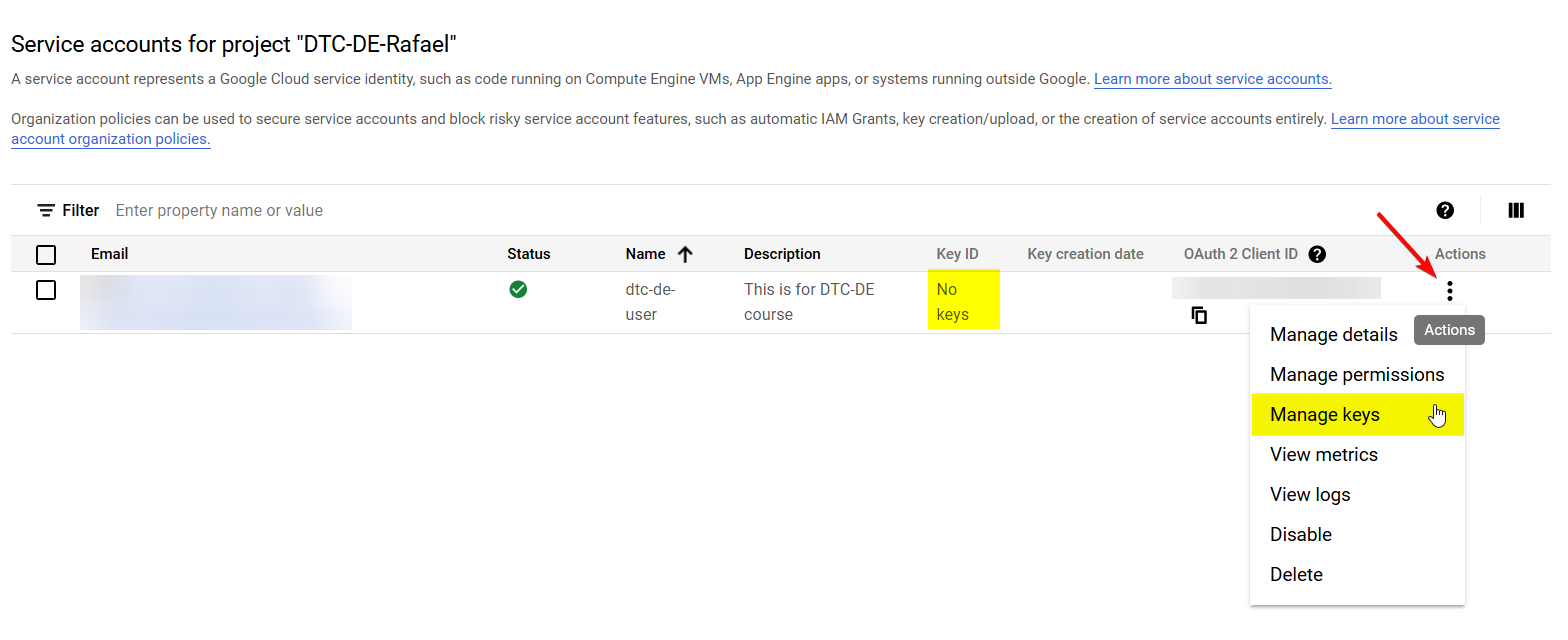 Service accounts for project "DTC-DE-Rafael"
A service account represents a Google Cloud service identity, such as code running on Compute Engine VMs, App Engine apps, or systems running outside Google. Learn more about service accounts.
Organization policies can be used to secure service accounts and block risky service account features, such as automatic IAM Grants, key creation/upload, or the creation of service accounts entirely. Learn more about service
account organization policies.
Filter Enter property name or value
Email Status Name Description Key ID Key creation date OAuth 2 Client ID Actions
dtc-de- This is for DTC-DE No
user course keys
Actions
Manage details
Manage permissions
Manage keys
View metrics
View logs
Disable
Delete